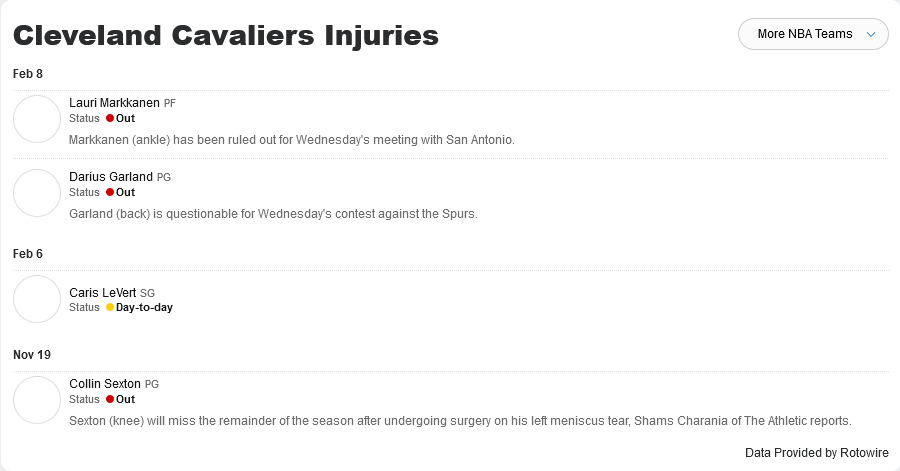 Cleveland Cavaliers Injuries
More NBA Teams
Feb 8
Lauri Markkanen PF
Status Out
Markkanen (ankle) has been ruled out for Wednesday's meeting with San Antonio.
Darius Garland PG
Status Out
Garland (back) is questionable for Wednesday's contest against the Spurs.
Feb 6
Caris LeVert SG
Status Day-to-day
Nov 19
Collin Sexton PG
Status Out
Sexton (knee) will miss the remainder of the season after undergoing surgery on his left meniscus tear, Shams Charania of The Athletic reports.
Data Provided by Rotowire